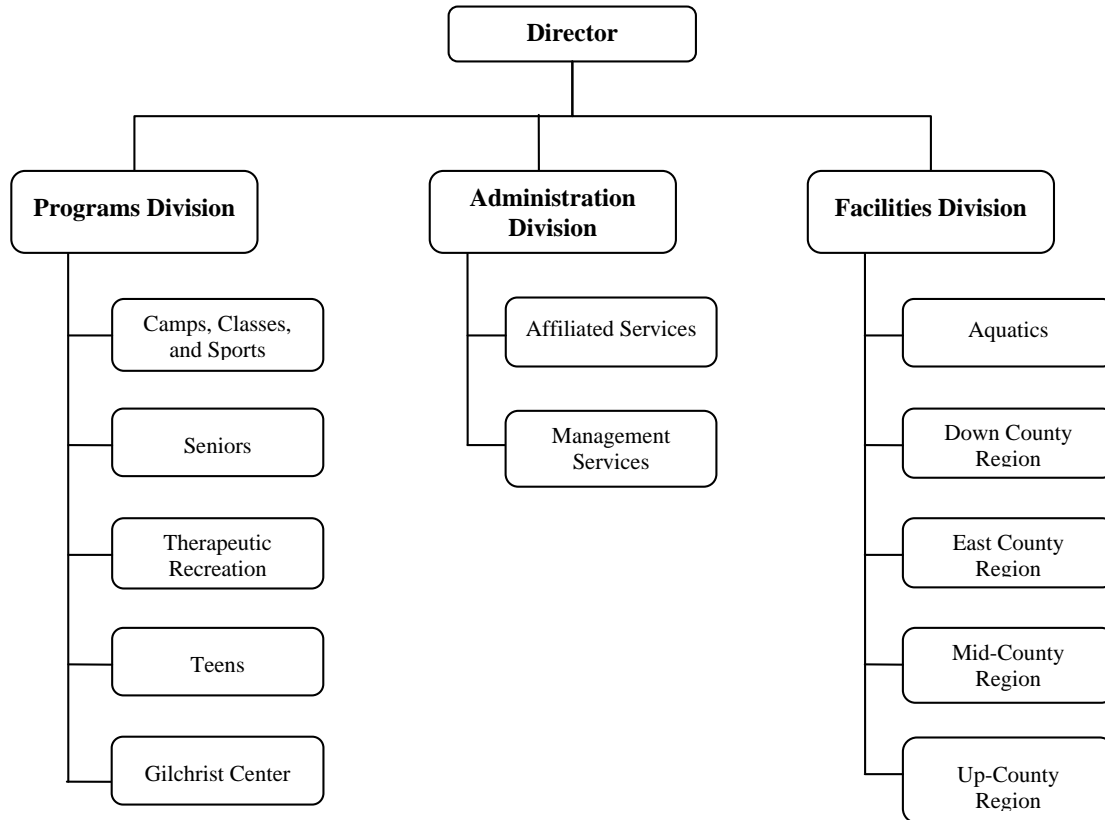 Director
Programs Division
Administration
Division
Facilities Division
Camps, Classes,
and Sports
Seniors
Therapeutic
Recreation
Teens
Gilchrist Center
Affiliated Services
Management
Services
Aquatics
Down County
Region
East County
Region
Mid-County
Region
Up-County
Region